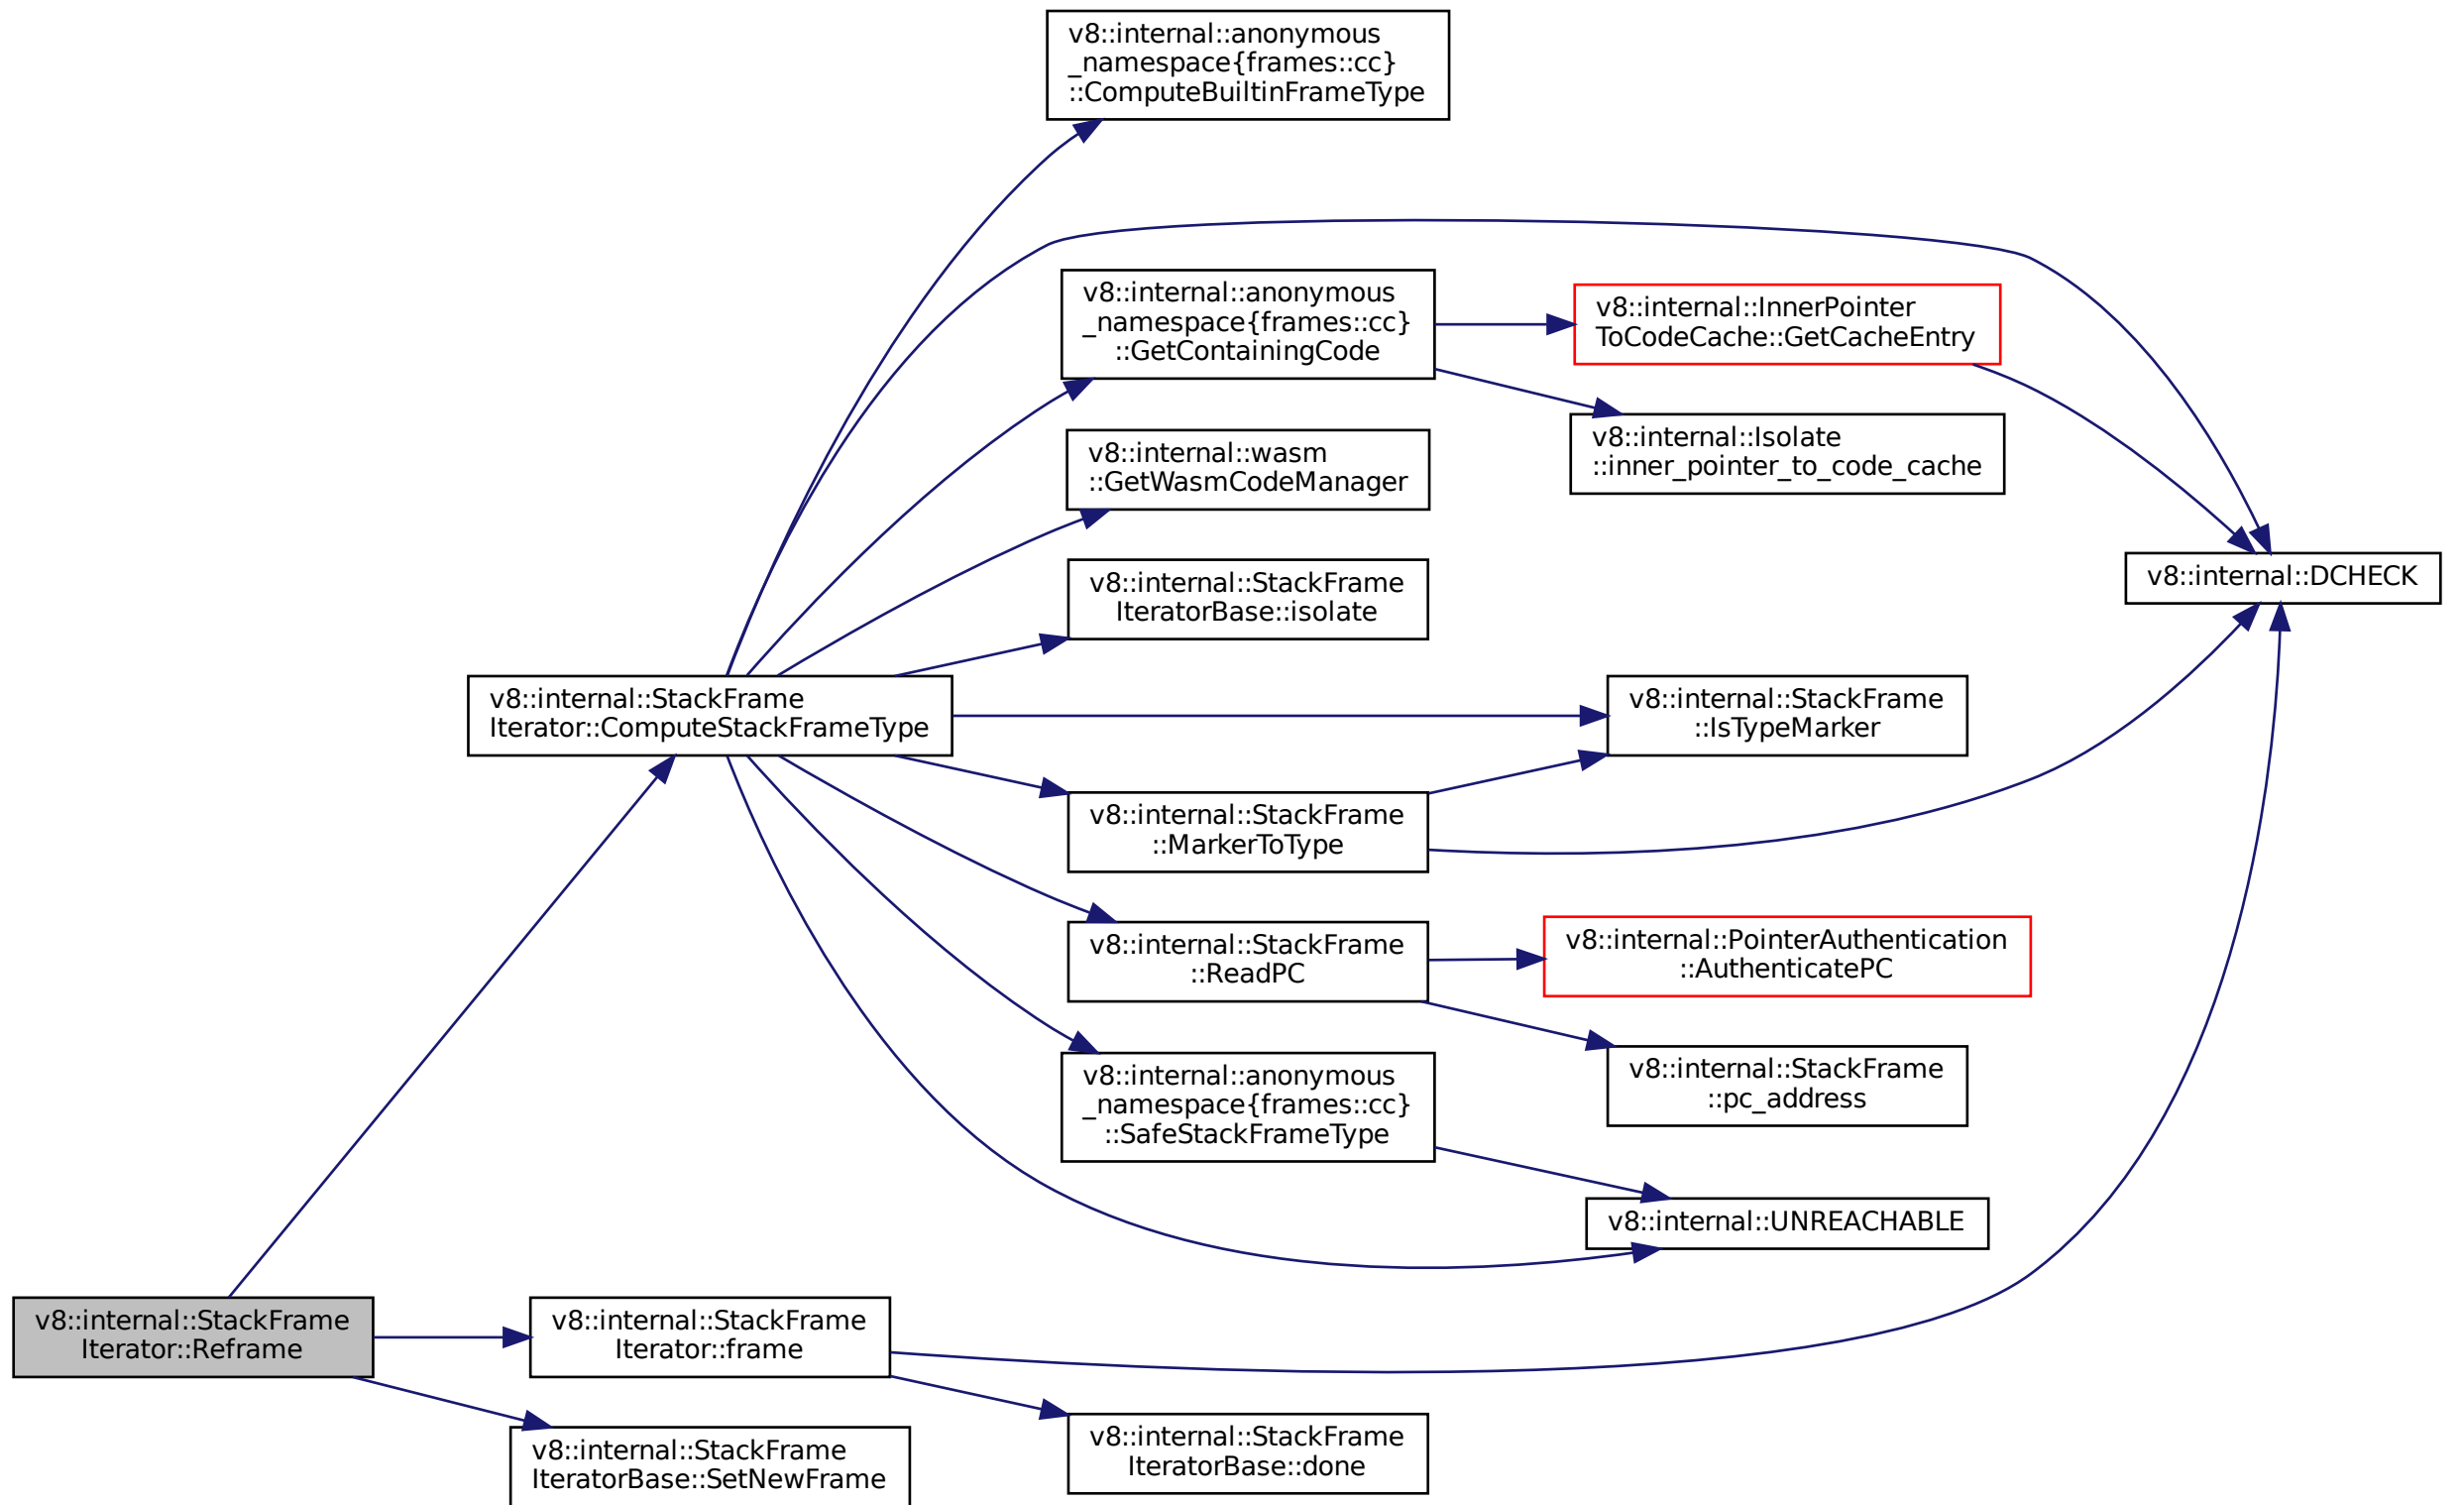 v8::internal::anonymous
_namespace{frames::cc}
::ComputeBuiltinFrameType
v8::internal::anonymous
_namespace{frames::cc}
::GetContainingCode
v8::internal::InnerPointer
ToCodeCache::GetCacheEntry
v8::internal::Isolate
::inner_pointer_to_code_cache
v8::internal::wasm
::GetWasmCodeManager
v8::internal::DCHECK
v8::internal::StackFrame
IteratorBase::isolate
v8::internal::StackFrame
Iterator::ComputeStackFrameType
v8::internal::StackFrame
::IsTypeMarker
v8::internal::StackFrame
::MarkerToType
v8::internal::StackFrame
::ReadPC
v8::internal::PointerAuthentication
::AuthenticatePC
v8::internal::StackFrame
::pc_address
v8::internal::anonymous
_namespace{frames::cc}
::SafeStackFrameType
v8::internal::UNREACHABLE
v8::internal::StackFrame
Iterator::Reframe
v8::internal::StackFrame
Iterator::frame
v8::internal::StackFrame
IteratorBase::done
v8::internal::StackFrame
IteratorBase::SetNewFrame